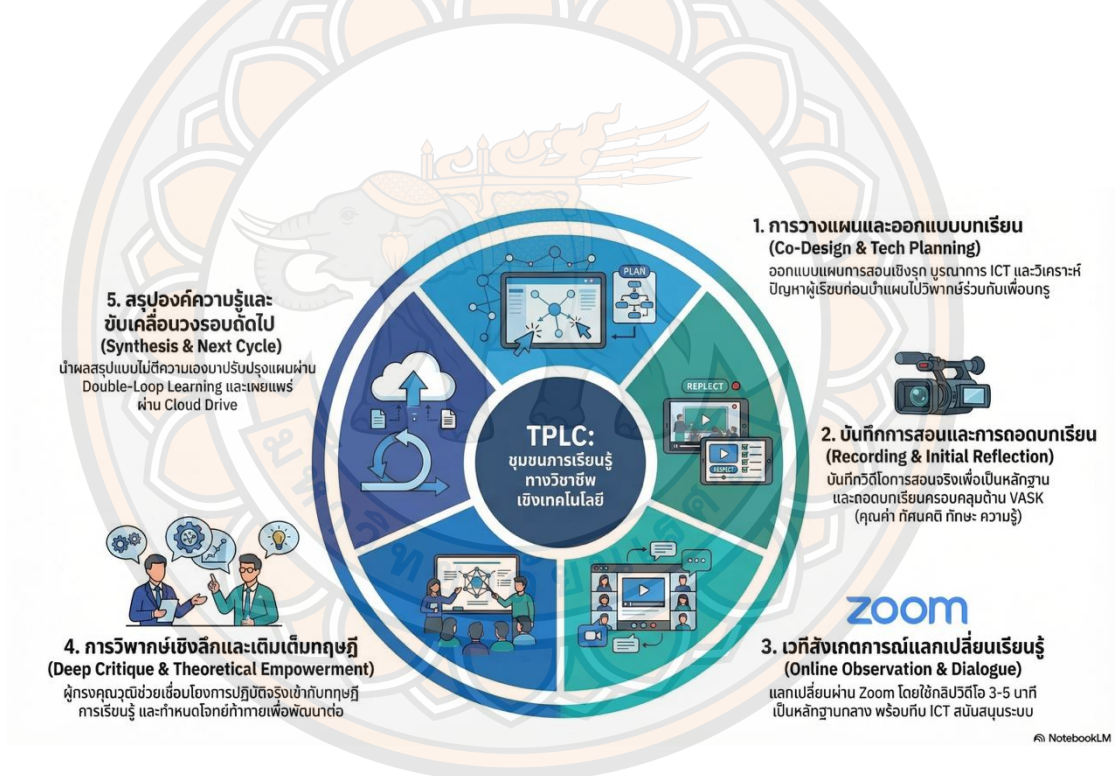 1. การวางแผนและออกแบบบทเรียน
(Co-Design & Tech Planning)
ออกแบบแผนการสอนเชิงรุก บูรณาการ ICT และวิเคราะห์
ปัญหาผู้เรียนก่อนนำแผนไปวิพากษ์ร่วมกับเพื่อนครู
PLAN
2. บันทึกการสอนและการถอดบทเรียน
(Recording & Initial Reflection)
บันทึกวิดีโอการสอนจริงเพื่อเป็นหลักฐาน
และถอดบทเรียนครอบคลุมด้าน VASK
(คุณค่า ทัศนคติ ทักษะ ความรู้)
REPLECT
RESPECT
zoom
3. เวทีสังเกตการณ์แลกเปลี่ยนเรียนรู้
(Online Observation & Dialogue)
แลกเปลี่ยนผ่าน Zoom โดยใช้คลิปวิดีโอ 3-5 นาที
เป็นหลักฐานกลาง พร้อมทีม ICT สนับสนุนระบบ
4. การวิพากษ์เชิงลึกและเติมเต็มทฤษฎี
(Deep Critique & Theoretical Empowerment)
ผู้ทรงคุณวุฒิช่วยเชื่อมโยงการปฏิบัติจริงเข้ากับทฤษฎี
การเรียนรู้ และกำหนดโจทย์ท้าทายเพื่อพัฒนาต่อ
5. สรุปองค์ความรู้และ
ขับเคลื่อนวงรอบถัดไป
(Synthesis & Next Cycle)
นำผลสรุปแบบไม่ตีความเองมาปรับปรุงแผนผ่าน
Double-Loop Learning และเผยแพร่
ผ่าน Cloud Drive
TPLC:
ชุมชนการเรียนรู้
ทางวิชาชีพ
เชิงเทคโนโลยี
NotebookLM